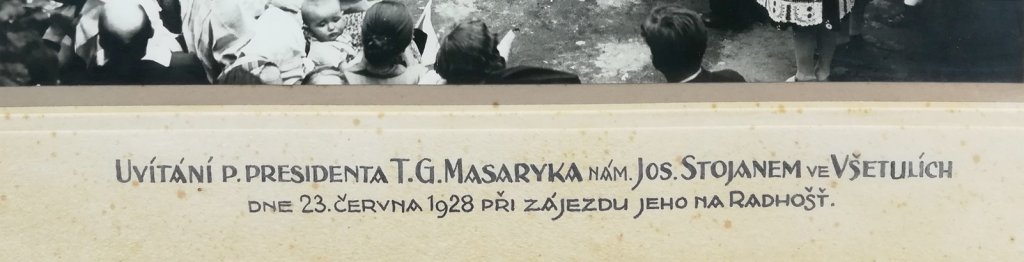 Uvítání p. presidenta T. G. Masaryka nám. Jos. Stojanem ve Všetulích
dne 23. června 1928 při zájezdu jeho na Radhošť.